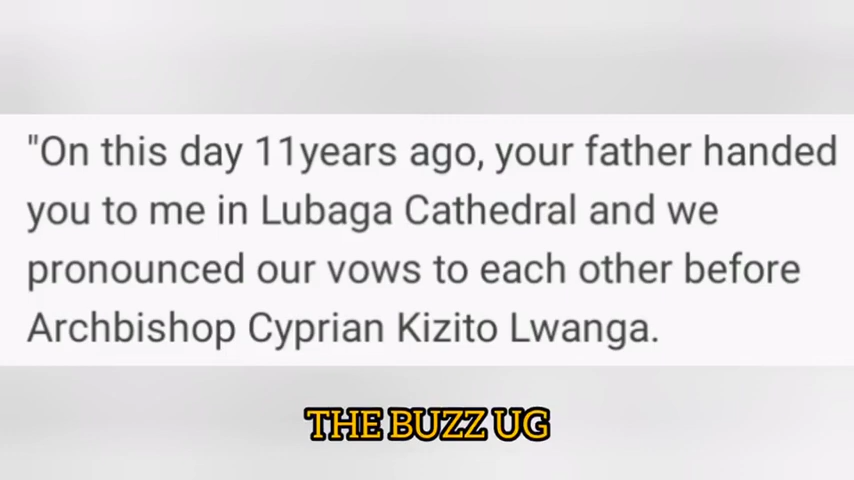 "On this day 11years ago, your father handed
you to me in Lubaga Cathedral and we
pronounced our vows to each other before
Archbishop Cyprian Kizito Lwanga.
THE BUZZ UG